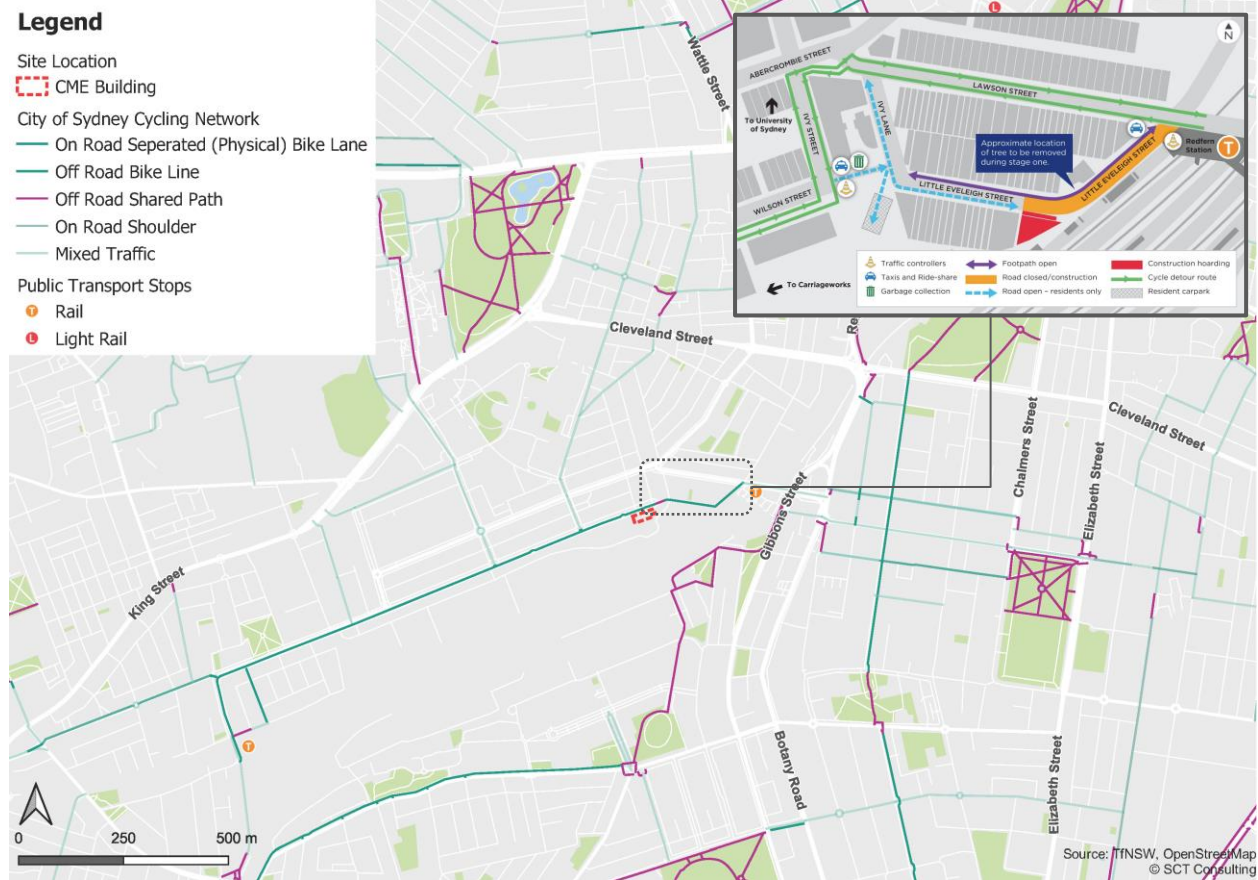 Legend
Site Location
CME Building
City of Sydney Cycling Network
On Road Seperated (Physical) Bike Lane
Off Road Bike Line
Off Road Shared Path
On Road Shoulder
Mixed Traffic
Public Transport Stops
T Rail
L Light Rail
L
Wattle Street
N
ABERCROMBIE STREET
LAWSON STREET
To University
of Sydney
IVY STREET
IVY LANE
Approximate location
of tree to be removed
during stage one.
Redfern
Station
T
WILSON STREET
LITTLE EVELEIGH STREET
LITTLE EVELEIGH STREET
To Carriageworks
Traffic controllers
Footpath open
Construction hoarding
Taxis and Ride-share
Road closed/construction
Cycle detour route
Garbage collection
Road open – residents only
Resident carpark
Cleveland Street
Re
Cleveland Street
Chalmers Street
Elizabeth Street
Gibbons Street
T
King Street
T
Botany Road
Elizabeth Street
0 250 500 m
Source: TfNSW, OpenStreetMap
© SCT Consulting